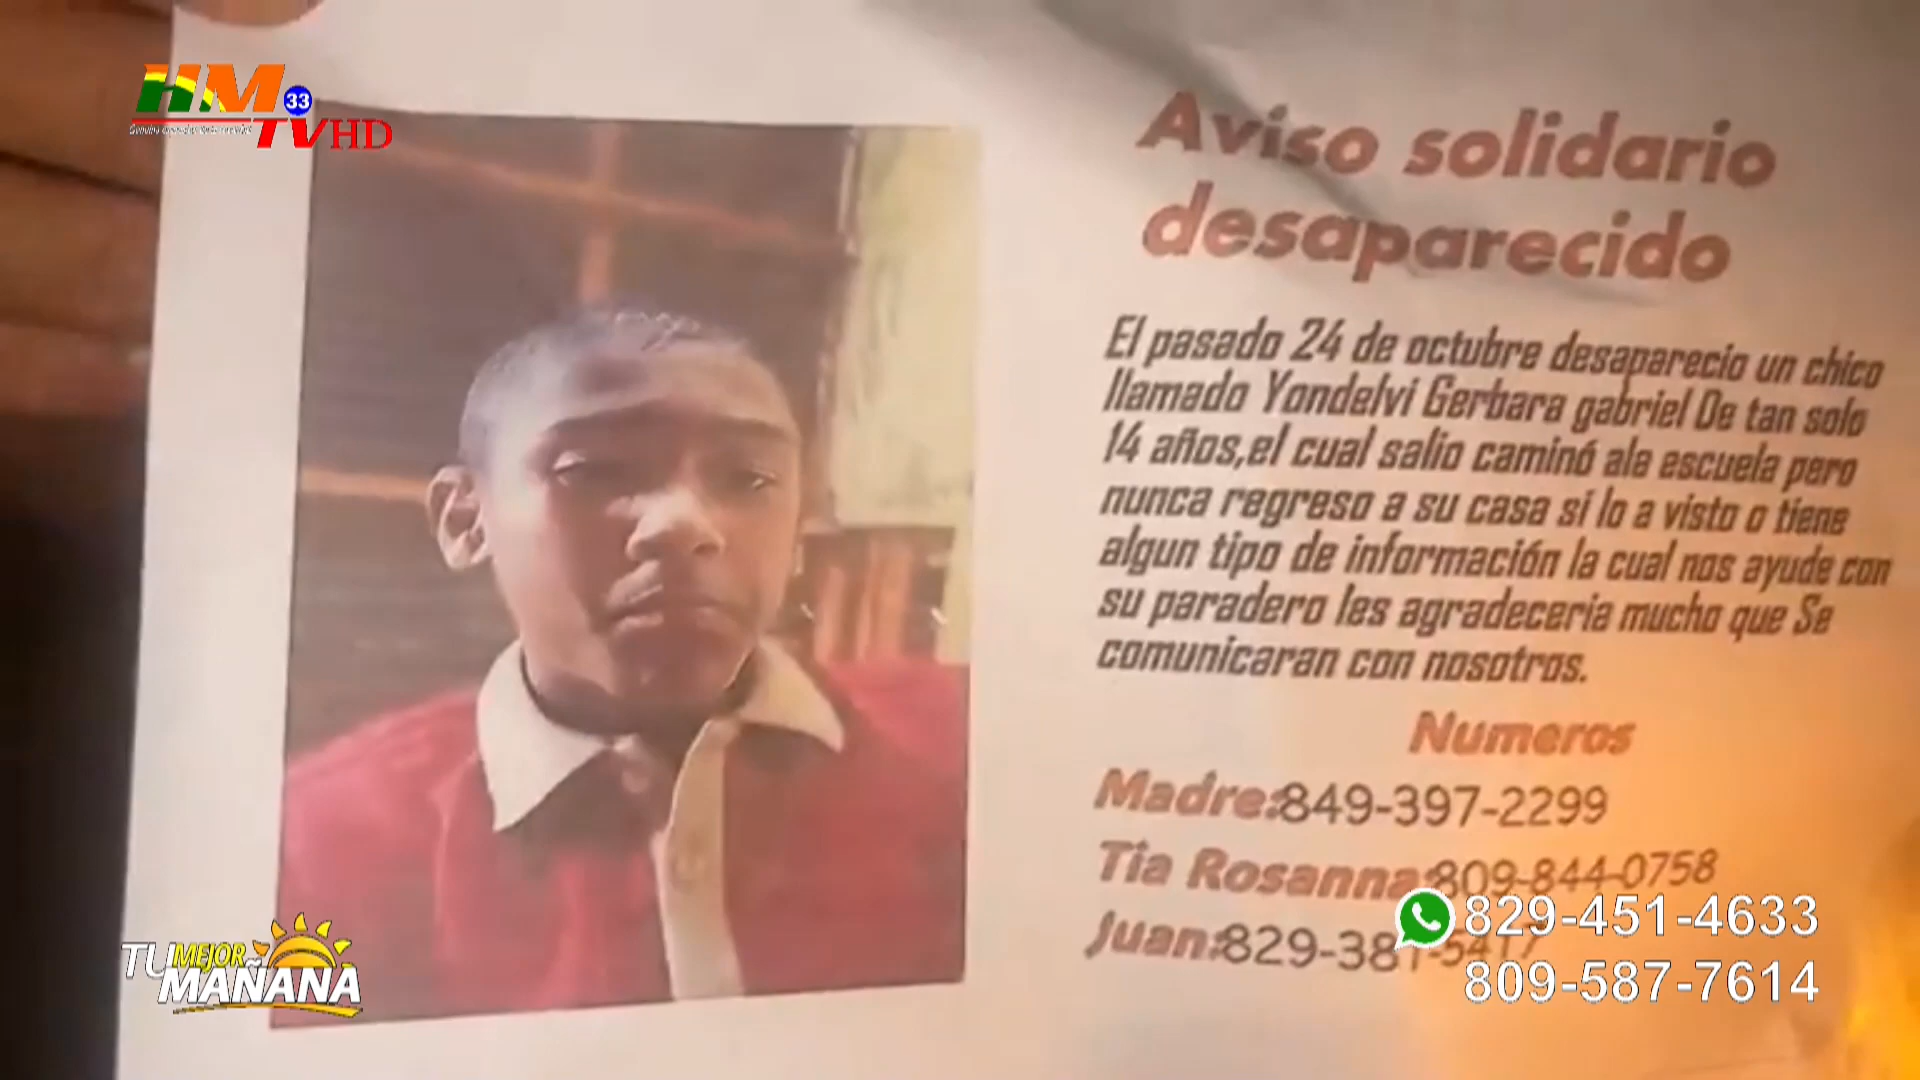 HM
33
TV HD
Aviso solidario
desaparecido
El pasado 24 de octubre desaparecio un chico
llamado Yondelvi Gerbara gabriel De tan solo
14 años,el cual salio caminó ale escuela pero
nunca regreso a su casa si lo a visto o tiene
algun tipo de información la cual nos ayude con
su paradero les agradeceria mucho que Se
comunicaran con nosotros.
Numeros
Madre:849-397-2299
Tia Rosanna:809-844-0758
Juan:829-381-5417
829-451-4633
809-587-7614
TU MEJOR
MAÑANA